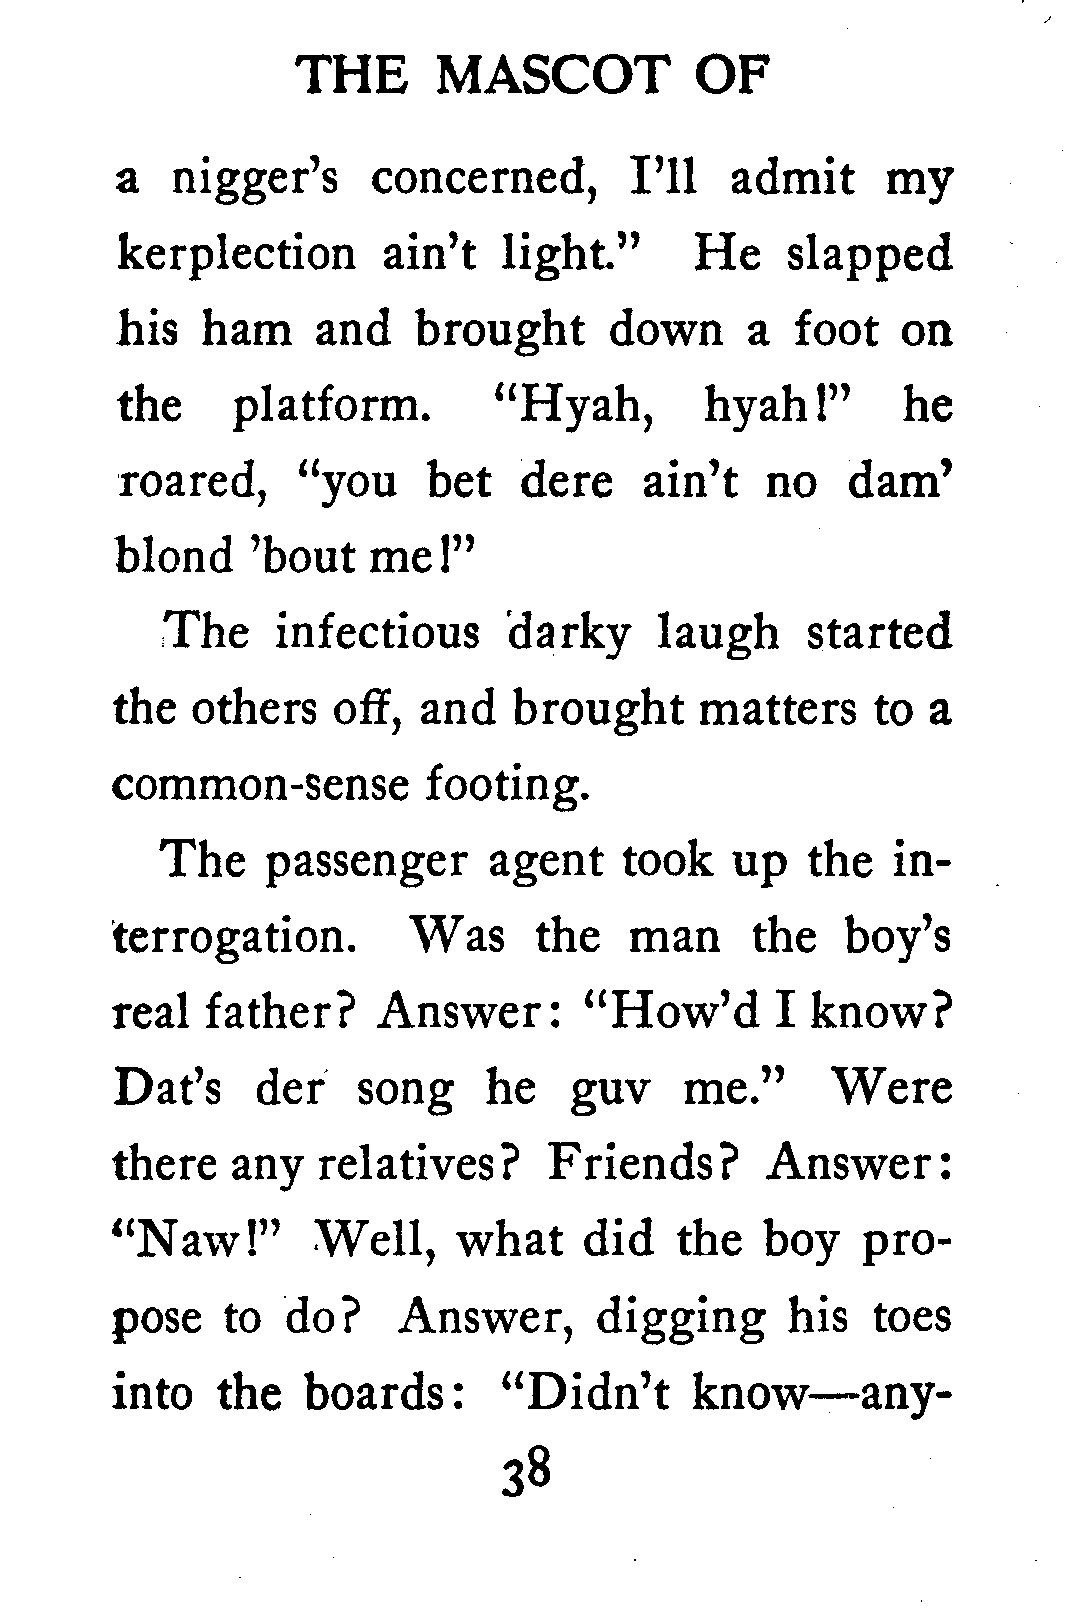 THE MASCOT OF
a nigger's concerned, I'll admit my
kerplection ain't light." He slapped
his ham and brought down a foot on
the platform. "Hyah, hyah!" he
roared, "you bet dere ain't no dam'
blond 'bout me!"
The infectious darky laugh started
the others off, and brought matters to a
common-sense footing.
The passenger agent took up the in-
terrogation. Was the man the boy's
real father? Answer: "How'd I know?
Dat's der song he guv me." Were
there any relatives? Friends? Answer:
"Naw!" Well, what did the boy pro-
pose to do? Answer, digging his toes
into the boards: "Didn't know—any-
38